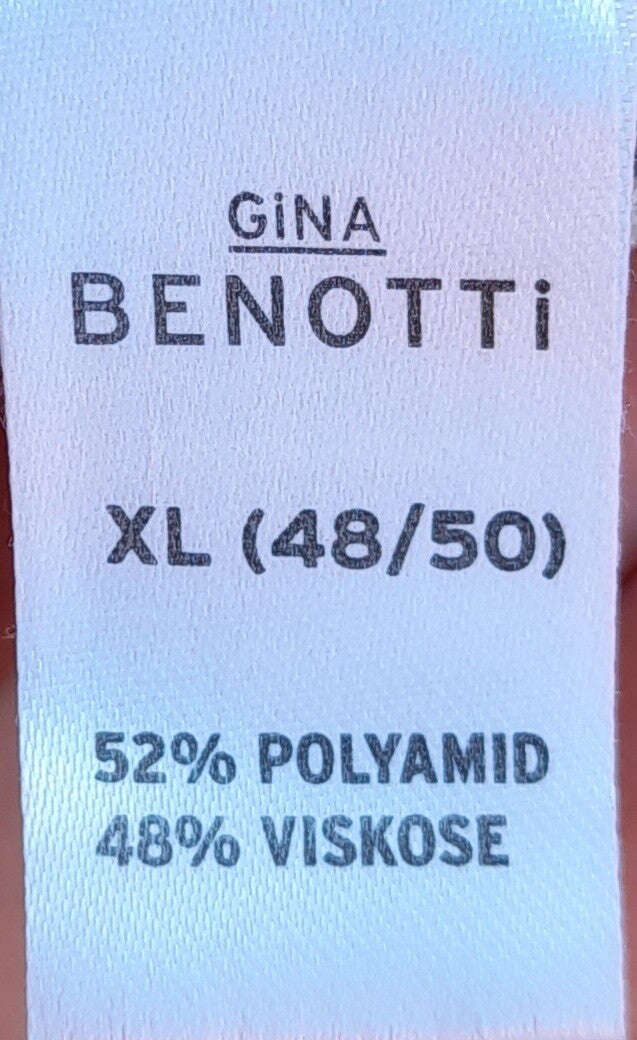 GiNA
BENOTTi
XL (48/50)
52% POLYAMID
48% VISKOSE